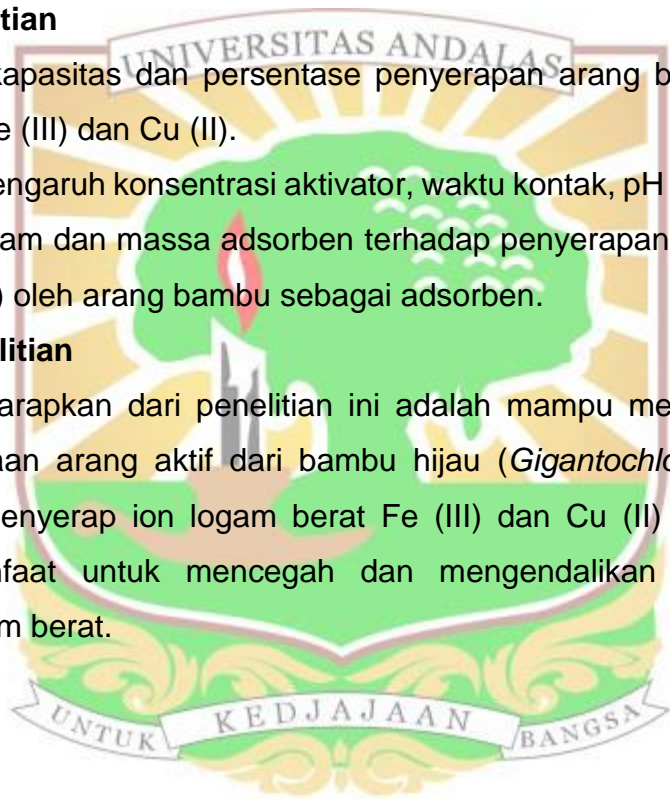 tian
UNIVERSITAS ANDALAS
kapasitas dan persentase penyerapan arang b
e (III) dan Cu (II).
engaruh konsentrasi aktivator, waktu kontak, pH
am dan massa adsorben terhadap penyerapan
) oleh arang bambu sebagai adsorben.
litian
arapkan dari penelitian ini adalah mampu me
aan arang aktif dari bambu hijau (Gigantochlo
enyerap ion logam berat Fe (III) dan Cu (II)
nfaat untuk mencegah dan mengendalikan
m berat.
UNTUK KEDJAJAAN BANGSA